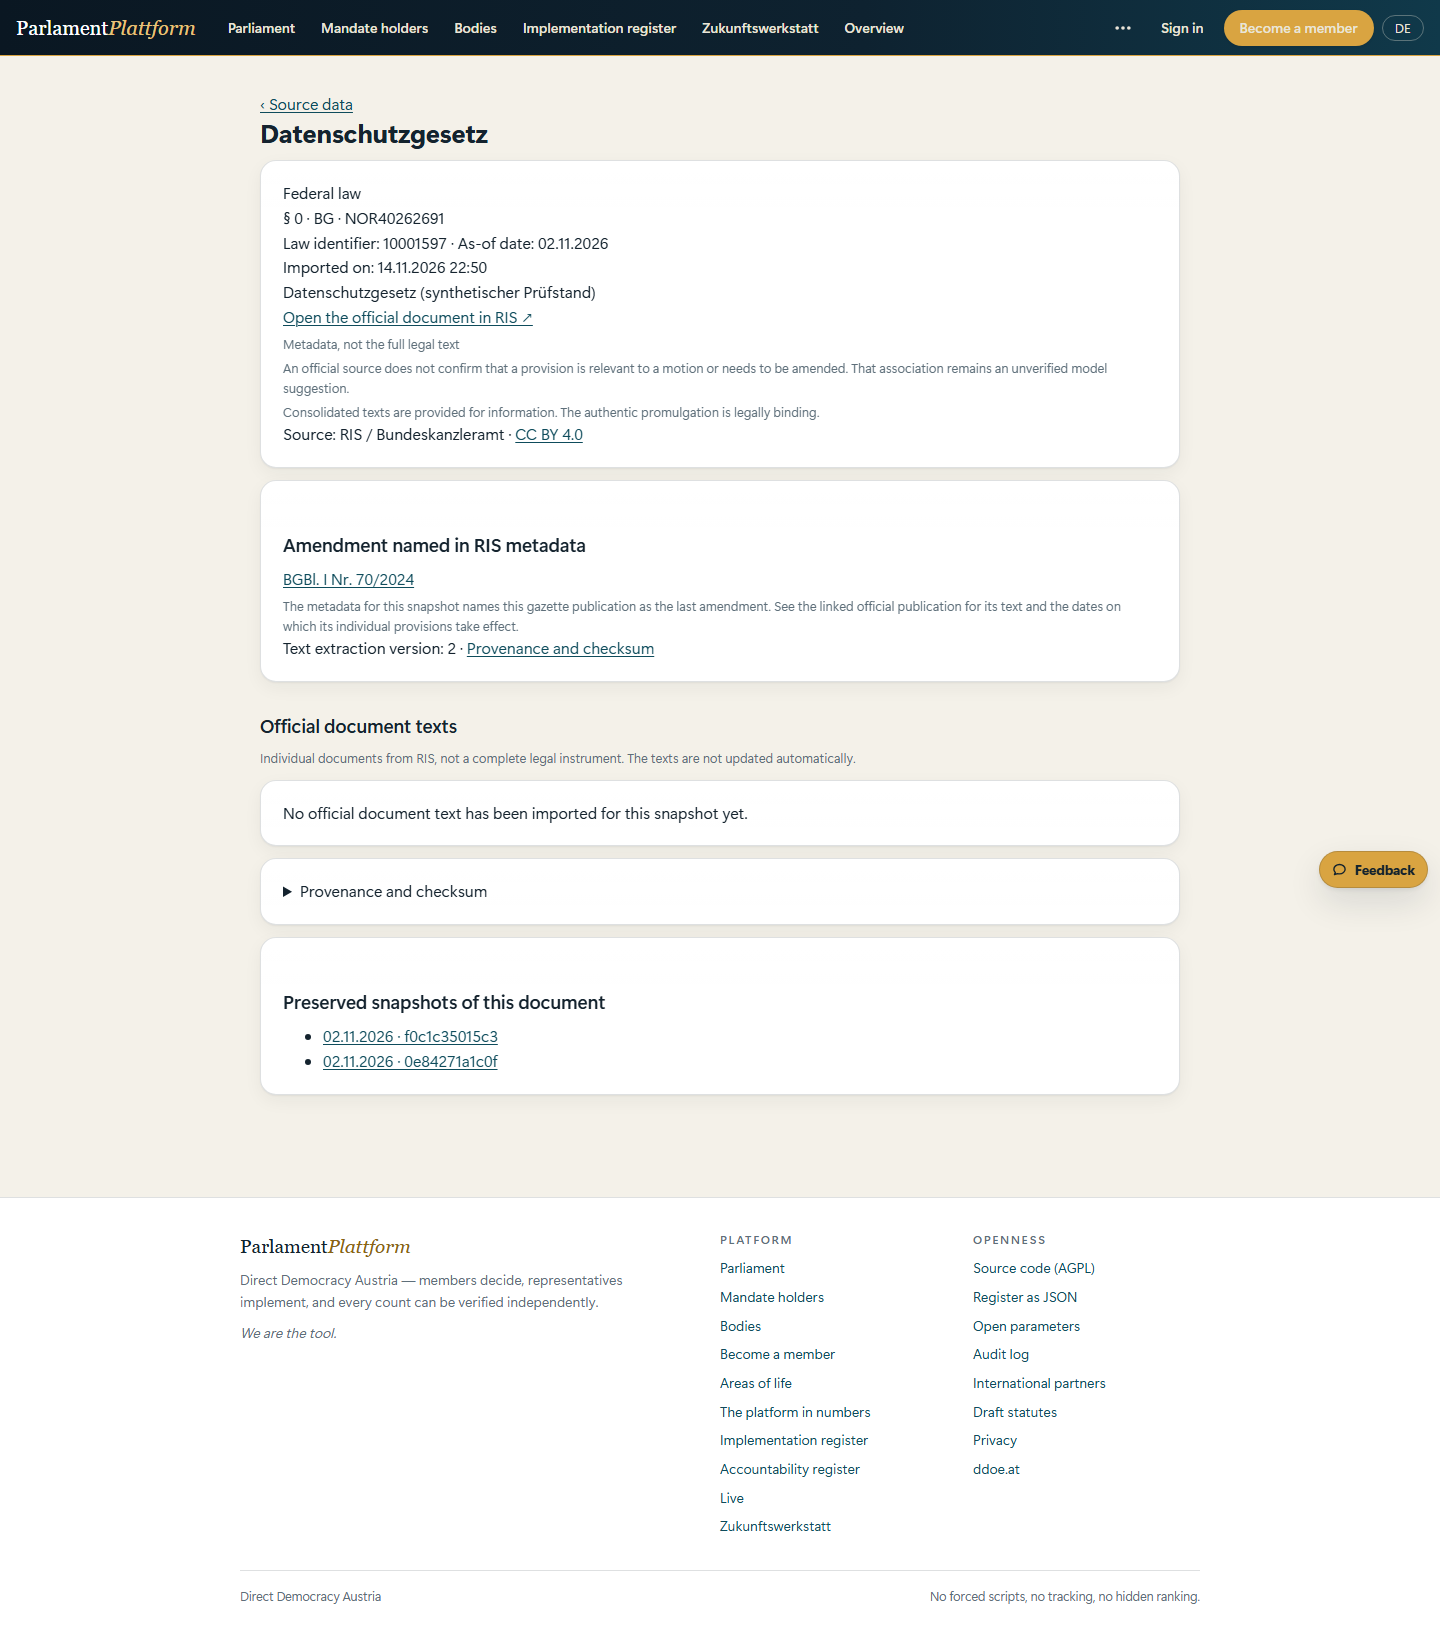 ParlamentPlattform
Parliament
Mandate holders
Bodies
Implementation register
Zukunftswerkstatt
Overview
•••
Sign in
Become a member
DE
‹ Source data
Datenschutzgesetz
Federal law
§ 0 · BG · NOR40262691
Law identifier: 10001597 · As-of date: 02.11.2026
Imported on: 14.11.2026 22:50
Datenschutzgesetz (synthetischer Prüfstand)
Open the official document in RIS ↗
Metadata, not the full legal text
An official source does not confirm that a provision is relevant to a motion or needs to be amended. That association remains an unverified model
suggestion.
Consolidated texts are provided for information. The authentic promulgation is legally binding.
Source: RIS / Bundeskanzleramt · CC BY 4.0
Amendment named in RIS metadata
BGBl. I Nr. 70/2024
The metadata for this snapshot names this gazette publication as the last amendment. See the linked official publication for its text and the dates on
which its individual provisions take effect.
Text extraction version: 2 · Provenance and checksum
Official document texts
Individual documents from RIS, not a complete legal instrument. The texts are not updated automatically.
No official document text has been imported for this snapshot yet.
▶ Provenance and checksum
Feedback
Preserved snapshots of this document
• 02.11.2026 · f0c1c35015c3
• 02.11.2026 · 0e84271a1c0f
ParlamentPlattform
Direct Democracy Austria — members decide, representatives
implement, and every count can be verified independently.
We are the tool.
PLATFORM
Parliament
Mandate holders
Bodies
Become a member
Areas of life
The platform in numbers
Implementation register
Accountability register
Live
Zukunftswerkstatt
OPENNESS
Source code (AGPL)
Register as JSON
Open parameters
Audit log
International partners
Draft statutes
Privacy
ddoe.at
Direct Democracy Austria
No forced scripts, no tracking, no hidden ranking.